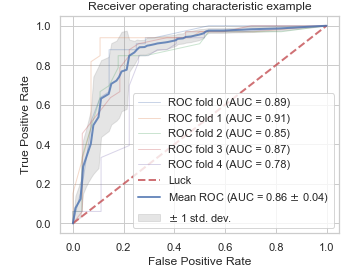 Receiver operating characteristic example
1.0
0.8
0.6
0.4
0.2
0.0
True Positive Rate
ROC fold 0 (AUC = 0.89)
ROC fold 1 (AUC = 0.91)
ROC fold 2 (AUC = 0.85)
ROC fold 3 (AUC = 0.87)
ROC fold 4 (AUC = 0.78)
Luck
Mean ROC (AUC = 0.86 ± 0.04)
± 1 std. dev.
0.0 0.2 0.4 0.6 0.8 1.0
False Positive Rate